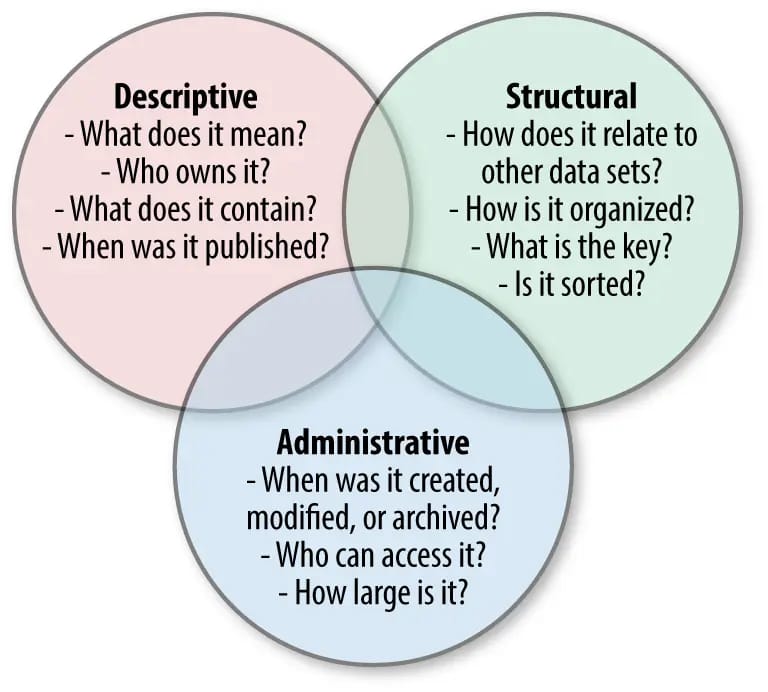 Descriptive
- What does it mean?
- Who owns it?
- What does it contain?
- When was it published?
Structural
- How does it relate to
other data sets?
- How is it organized?
- What is the key?
- Is it sorted?
Administrative
- When was it created,
modified, or archived?
- Who can access it?
- How large is it?